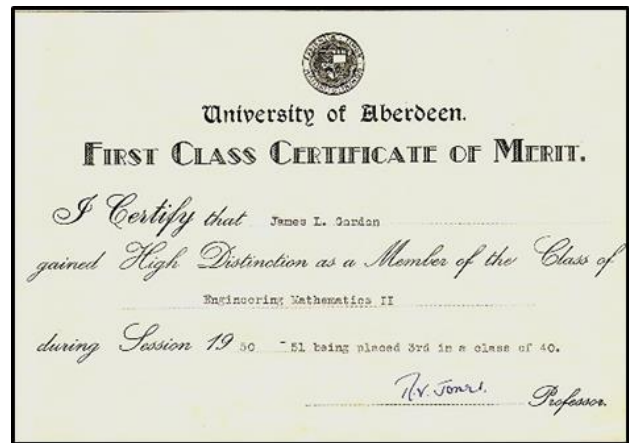 University of Aberdeen.
FIRST CLASS CERTIFICATE OF MERIT.
I Certify that James L. Gordon
gained High Distinction as a Member of the Class of
Engineering Mathematics II
during Session 19 50 -51 being placed 3rd in a class of 40.
R.V. Jones.
Professor.